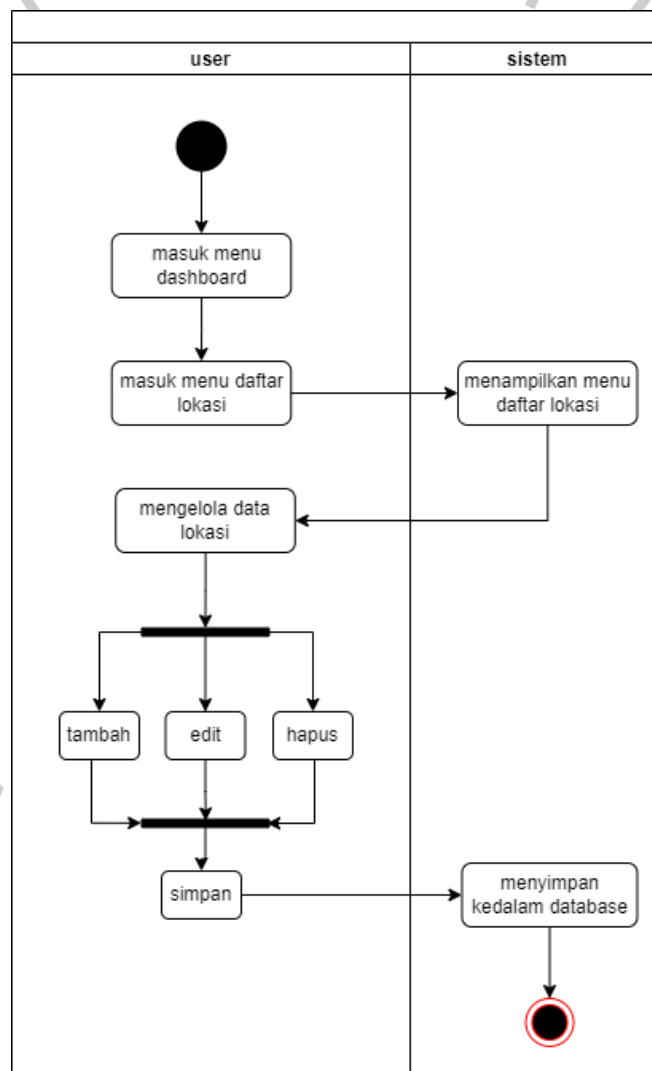 user
sistem
masuk menu
dashboard
masuk menu daftar
lokasi
menampilkan menu
daftar lokasi
mengelola data
lokasi
tambah
edit
hapus
simpan
menyimpan
kedalam database